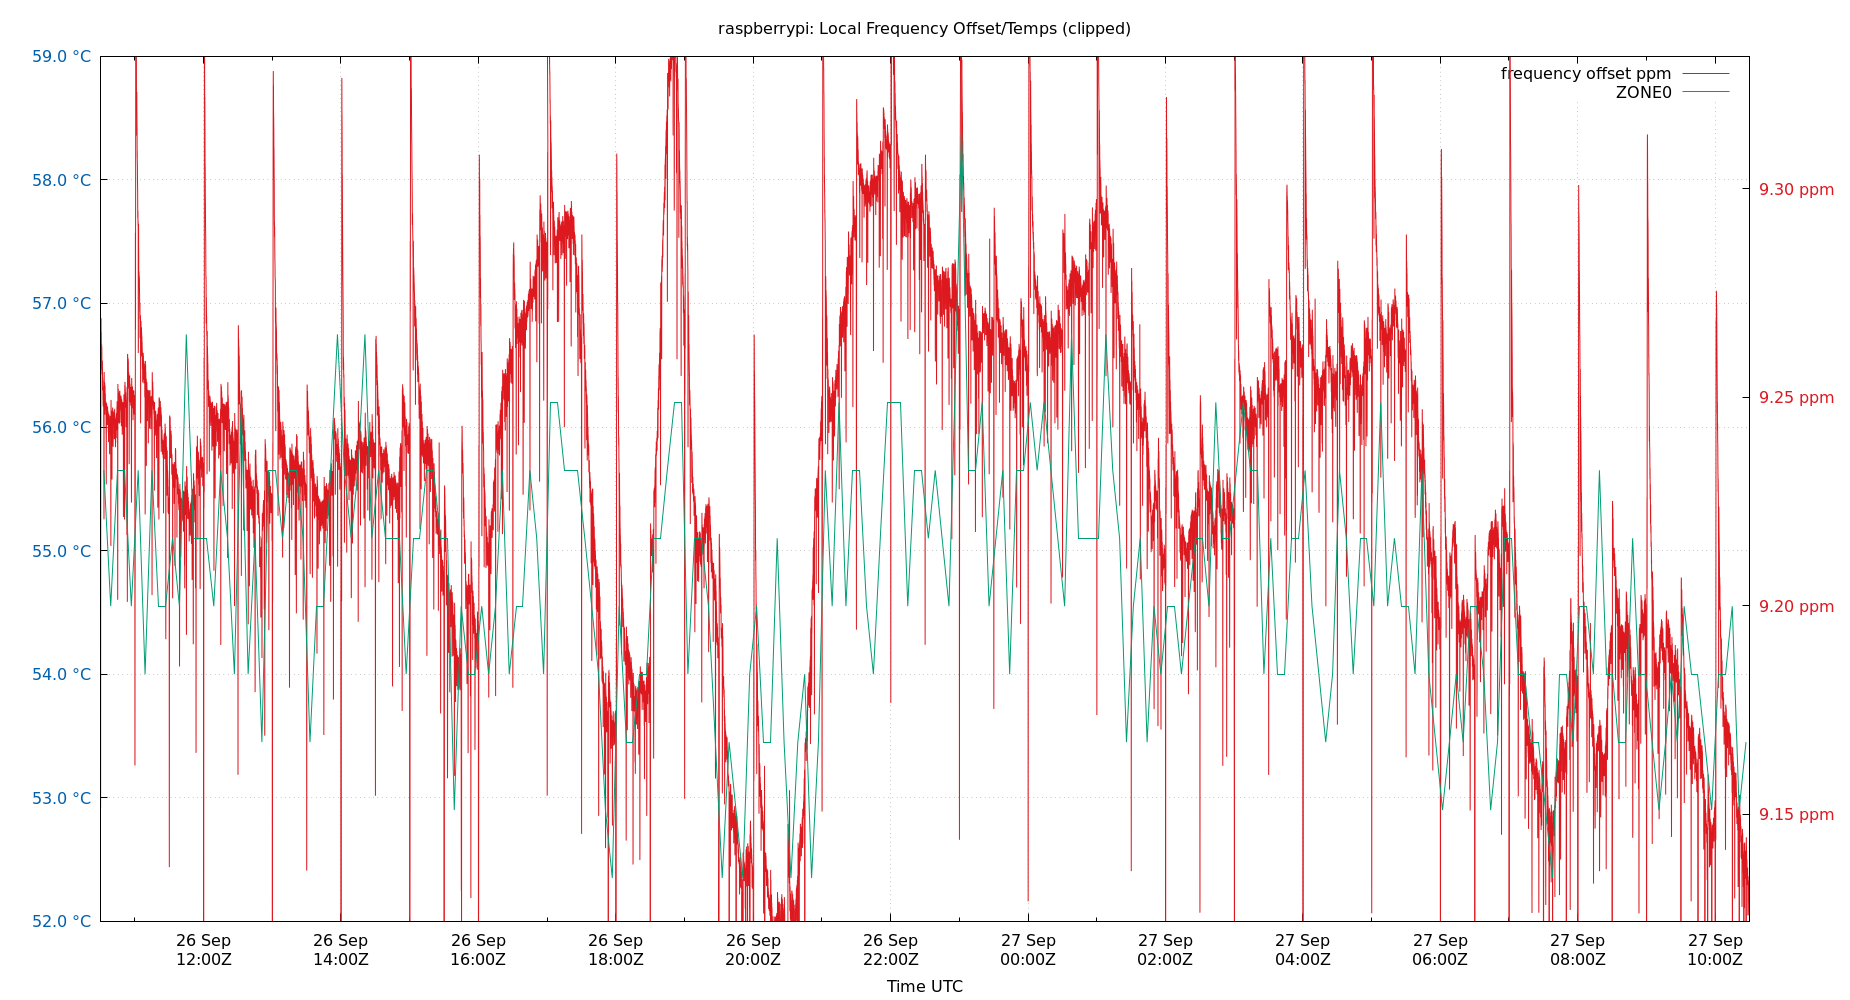 raspberrypi: Local Frequency Offset/Temps (clipped)
59.0 °C
58.0 °C
57.0 °C
56.0 °C
55.0 °C
54.0 °C
53.0 °C
52.0 °C
frequency offset ppm
ZONE0
9.30 ppm
9.25 ppm
9.20 ppm
9.15 ppm
26 Sep 26 Sep 26 Sep 26 Sep 26 Sep 26 Sep 27 Sep 27 Sep 27 Sep 27 Sep 27 Sep 27 Sep
12:00Z 14:00Z 16:00Z 18:00Z 20:00Z 22:00Z 00:00Z 02:00Z 04:00Z 06:00Z 08:00Z 10:00Z
Time UTC